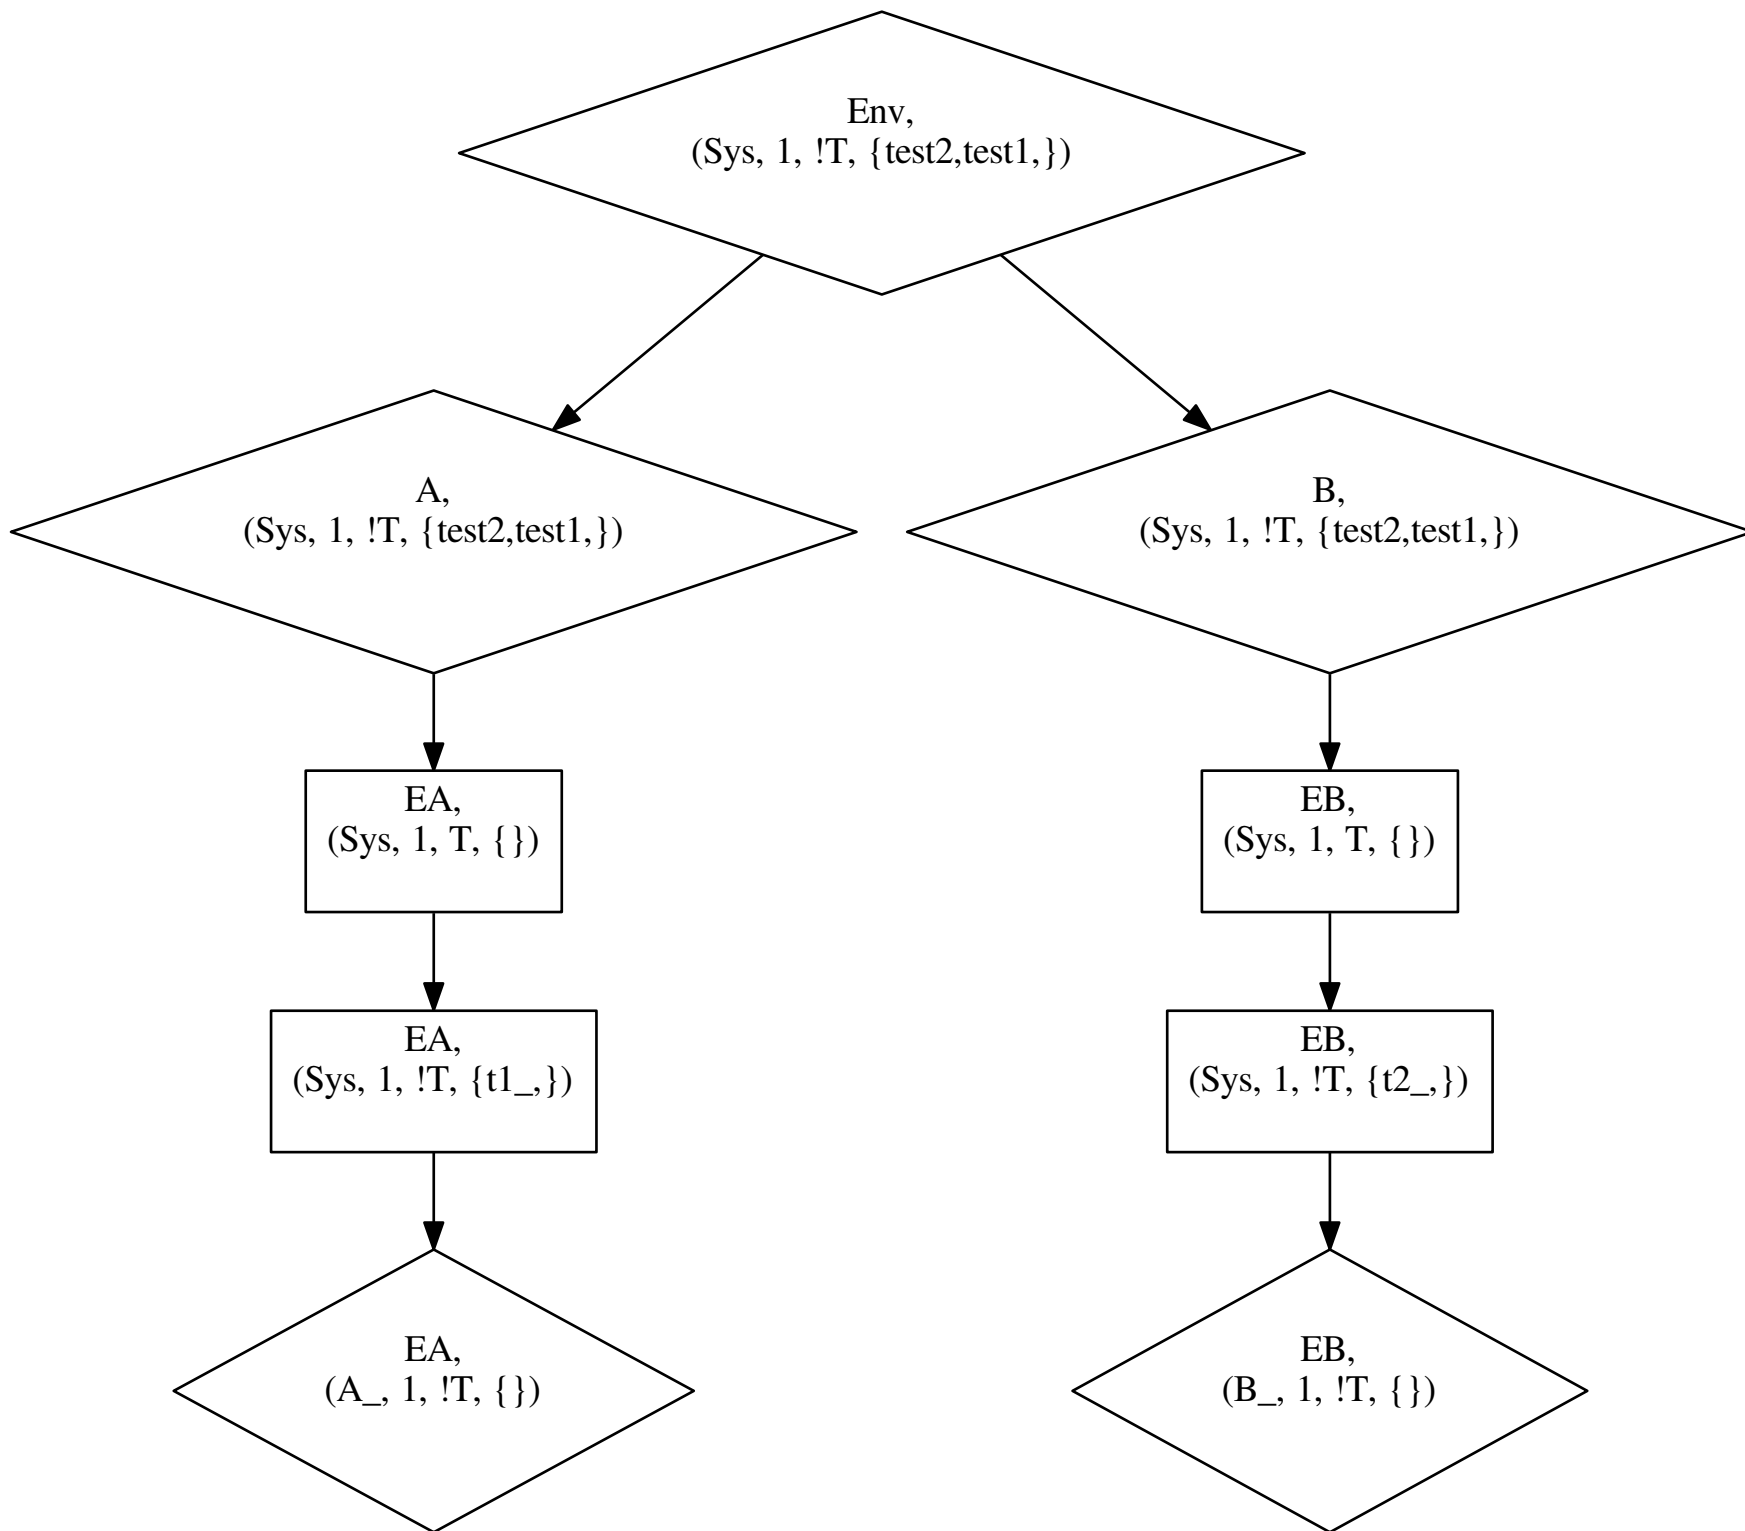 Env,
(Sys, 1, !T, {test2,test1,})
A,
(Sys, 1, !T, {test2,test1,})
B,
(Sys, 1, !T, {test2,test1,})
EA,
(Sys, 1, T, {})
EB,
(Sys, 1, T, {})
EA,
(Sys, 1, !T, {t1_,})
EB,
(Sys, 1, !T, {t2_,})
EA,
(A_, 1, !T, {})
EB,
(B_, 1, !T, {})